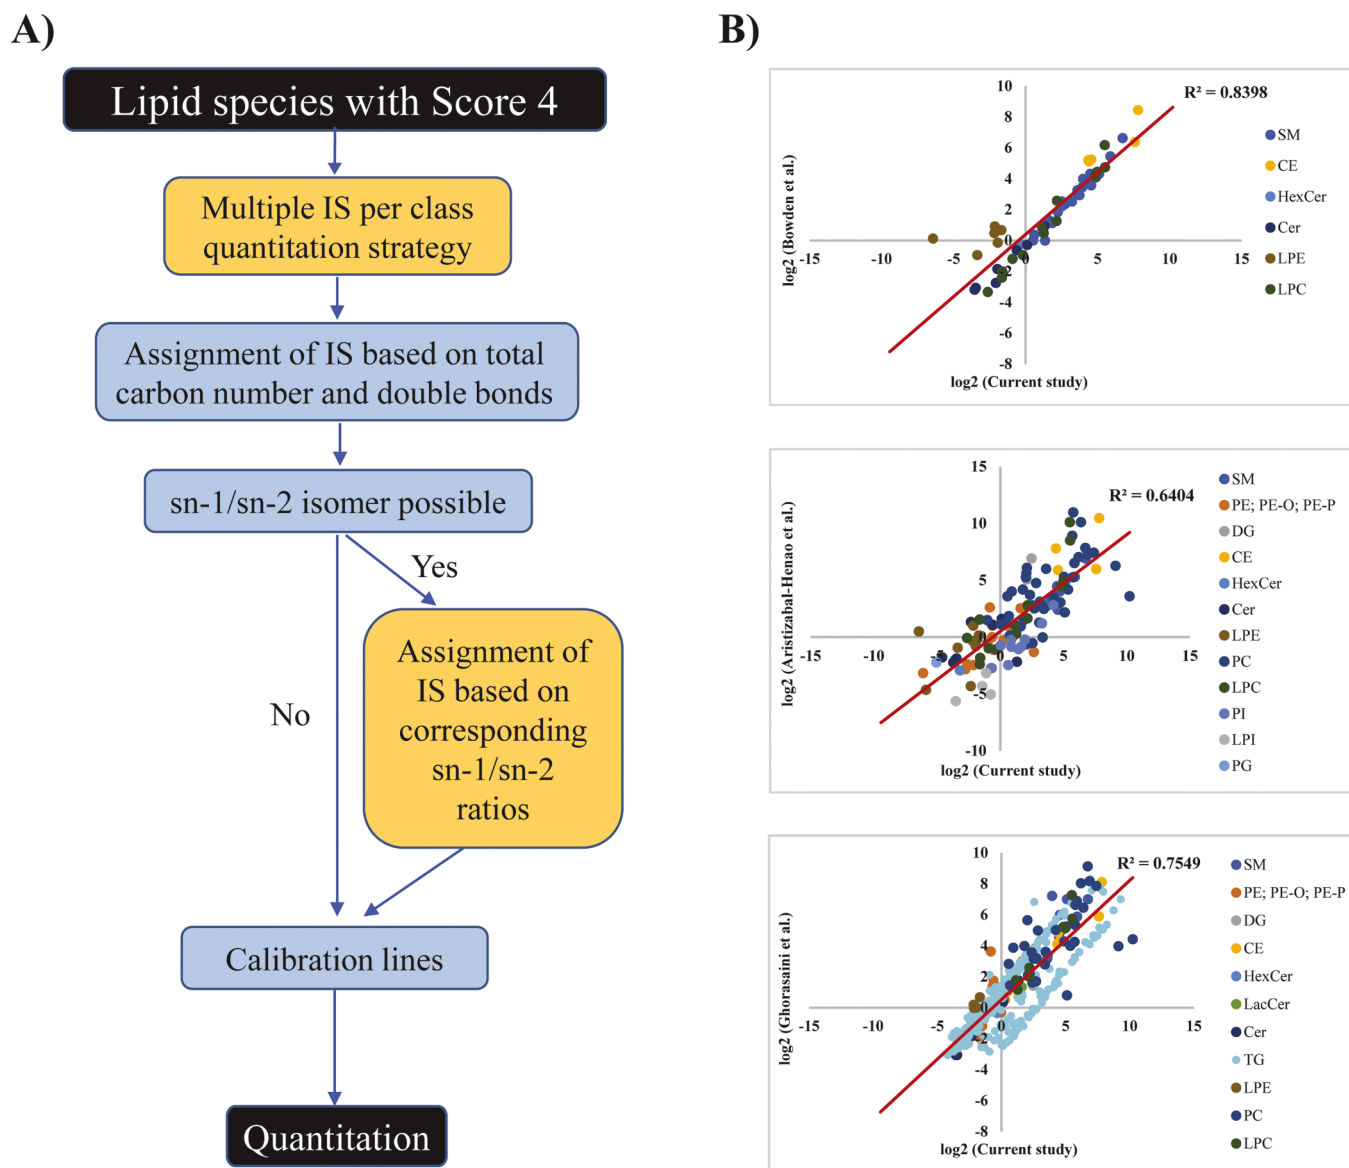 A)
Lipid species with Score 4
Multiple IS per class
quantitation strategy
Assignment of IS based on total
carbon number and double bonds
sn-1/sn-2 isomer possible
Yes
No
Assignment of
IS based on
corresponding
sn-1/sn-2
ratios
Calibration lines
Quantitation
B)
log2 (Bowden et al.)
10
8
6
4
2
0
-2
-4
-6
-8
-15
-10
-5
0
5
10
15
log2 (Current study)
R² = 0.8398
SM
CE
HexCer
Cer
LPE
LPC
log2 (Aristizabal-Henao et al.)
15
10
5
0
-5
-10
-15
-10
-5
0
5
10
15
log2 (Current study)
R² = 0.6404
SM
PE; PE-O; PE-P
DG
CE
HexCer
Cer
LPE
PC
LPC
PI
LPI
PG
log2 (Ghorasaini et al.)
10
8
6
4
2
0
-2
-4
-6
-8
-15
-10
-5
0
5
10
15
log2 (Current study)
R² = 0.7549
SM
PE; PE-O; PE-P
DG
CE
HexCer
LacCer
Cer
TG
LPE
PC
LPC